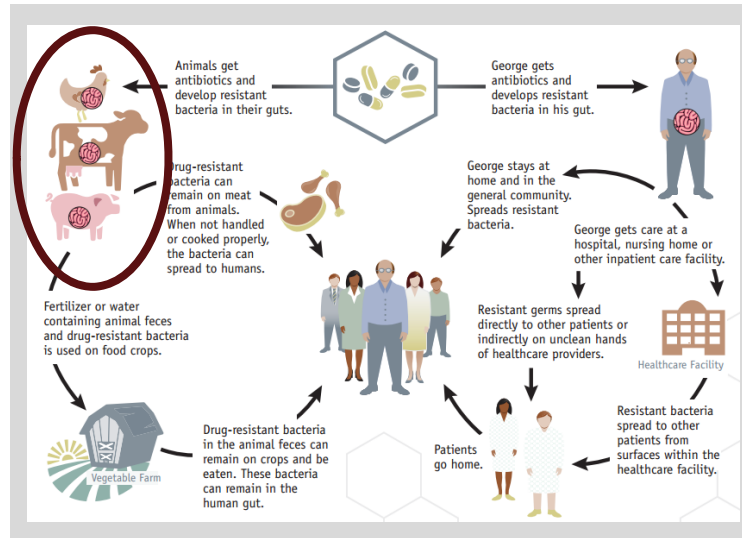 Animals get
antibiotics and
develop resistant
bacteria in their guts.
George gets
antibiotics and
develops resistant
bacteria in his gut.
Drug-resistant
bacteria can
remain on meat
from animals.
When not handled
or cooked properly,
the bacteria can
spread to humans.
George stays at
home and in the
general community.
Spreads resistant
bacteria.
George gets care at a
hospital, nursing home or
other inpatient care facility.
Fertilizer or water
containing animal feces
and drug-resistant bacteria
is used on food crops.
Resistant germs spread
directly to other patients or
indirectly on unclean hands
of healthcare providers.
Healthcare Facility
Vegetable Farm
Drug-resistant bacteria
in the animal feces can
remain on crops and be
eaten. These bacteria
can remain in the
human gut.
Patients
go home.
Resistant bacteria
spread to other
patients from
surfaces within the
healthcare facility.